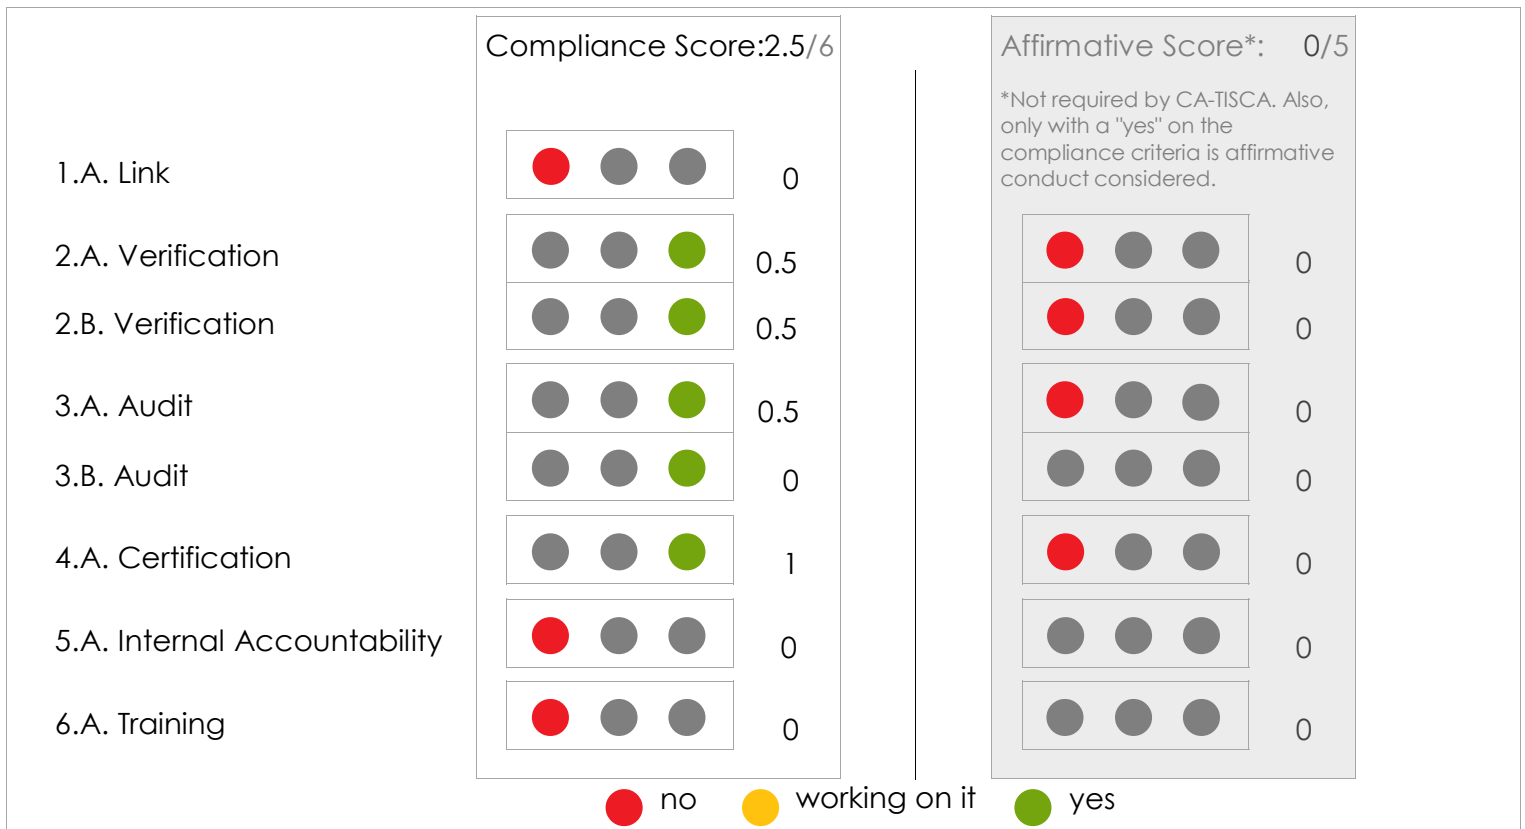 Compliance Score:2.5/6
Affirmative Score*: 0/5
*Not required by CA-TISCA. Also,
only with a "yes" on the
compliance criteria is affirmative
conduct considered.
1.A. Link 0
2.A. Verification 0.5 0
2.B. Verification 0.5 0
3.A. Audit 0.5 0
3.B. Audit 0 0
4.A. Certification 1 0
5.A. Internal Accountability 0 0
6.A. Training 0 0
no working on it yes